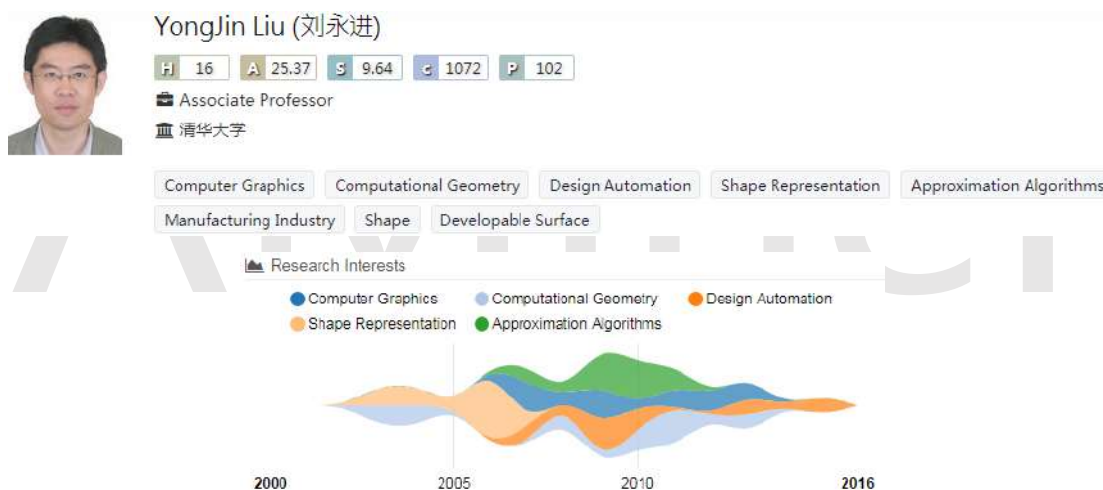 YongJin Liu (刘永进)
H 16 A 25.37 S 9.64 c 1072 P 102
Associate Professor
清华大学
Computer Graphics Computational Geometry Design Automation Shape Representation Approximation Algorithms
Manufacturing Industry Shape Developable Surface
Research Interests
Computer Graphics Computational Geometry Design Automation
Shape Representation Approximation Algorithms
2000 2005 2010 2016